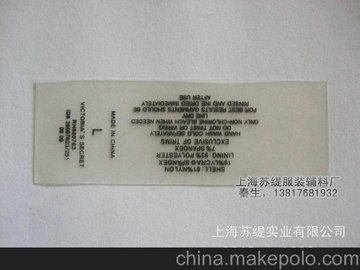 VICTORIA'S SECRET
MADE IN CHINA
L
SHELL 81%NYLON
19%LYCRA® SPANDEX
LINING 93% POLYESTER
7% SPANDEX
EXCLUSIVE OF TRIMS
HAND WASH COLD SEPARATELY
DO NOT TWIST OR WRING
ONLY NON-CHLORINE BLEACH WHEN NEEDED
LINE DRY
FOR BEST RESULTS GARMENTS SHOULD BE
RINSED AND LINE DRIED IMMEDIATELY
AFTER USE
上海苏缇服装辅料厂
秦生：13817681932
上海苏缇实业有限公司
china.makepolo.com